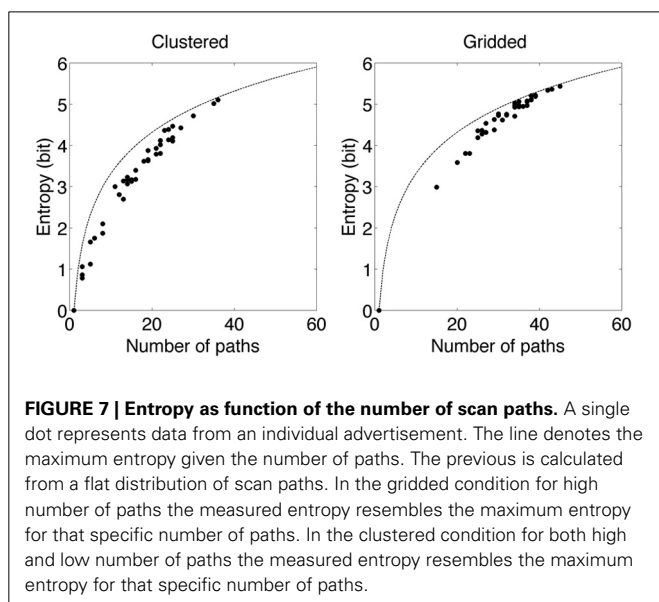 Clustered
6
5
4
3
2
1
0
Entropy (bit)
0 20 40 60
Number of paths
Gridded
6
5
4
3
2
1
0
Entropy (bit)
0 20 40 60
Number of paths
FIGURE 7 | Entropy as function of the number of scan paths. A single
dot represents data from an individual advertisement. The line denotes the
maximum entropy given the number of paths. The previous is calculated
from a flat distribution of scan paths. In the gridded condition for high
number of paths the measured entropy resembles the maximum entropy
for that specific number of paths. In the clustered condition for both high
and low number of paths the measured entropy resembles the maximum
entropy for that specific number of paths.